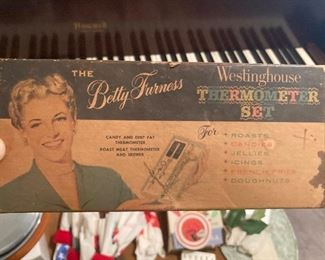 THE
Betty Furness
Westinghouse
THERMOMETER
SET
CANDY AND DEEP FAT
THERMOMETER
ROAST MEAT THERMOMETER
AND SKEWER
For
• ROASTS
• CANDIES
• JELLIES
• ICINGS
• FRENCH FRIES
• DOUGHNUTS